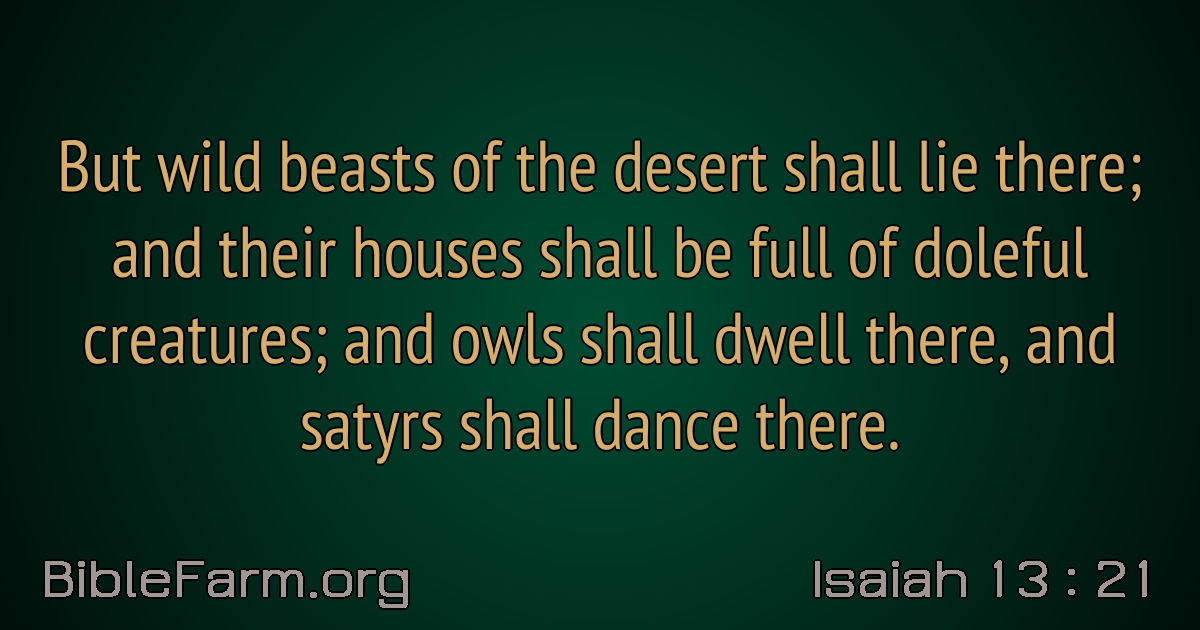 But wild beasts of the desert shall lie there;
and their houses shall be full of doleful
creatures; and owls shall dwell there, and
satyrs shall dance there.
BibleFarm.org
Isaiah 13 : 21